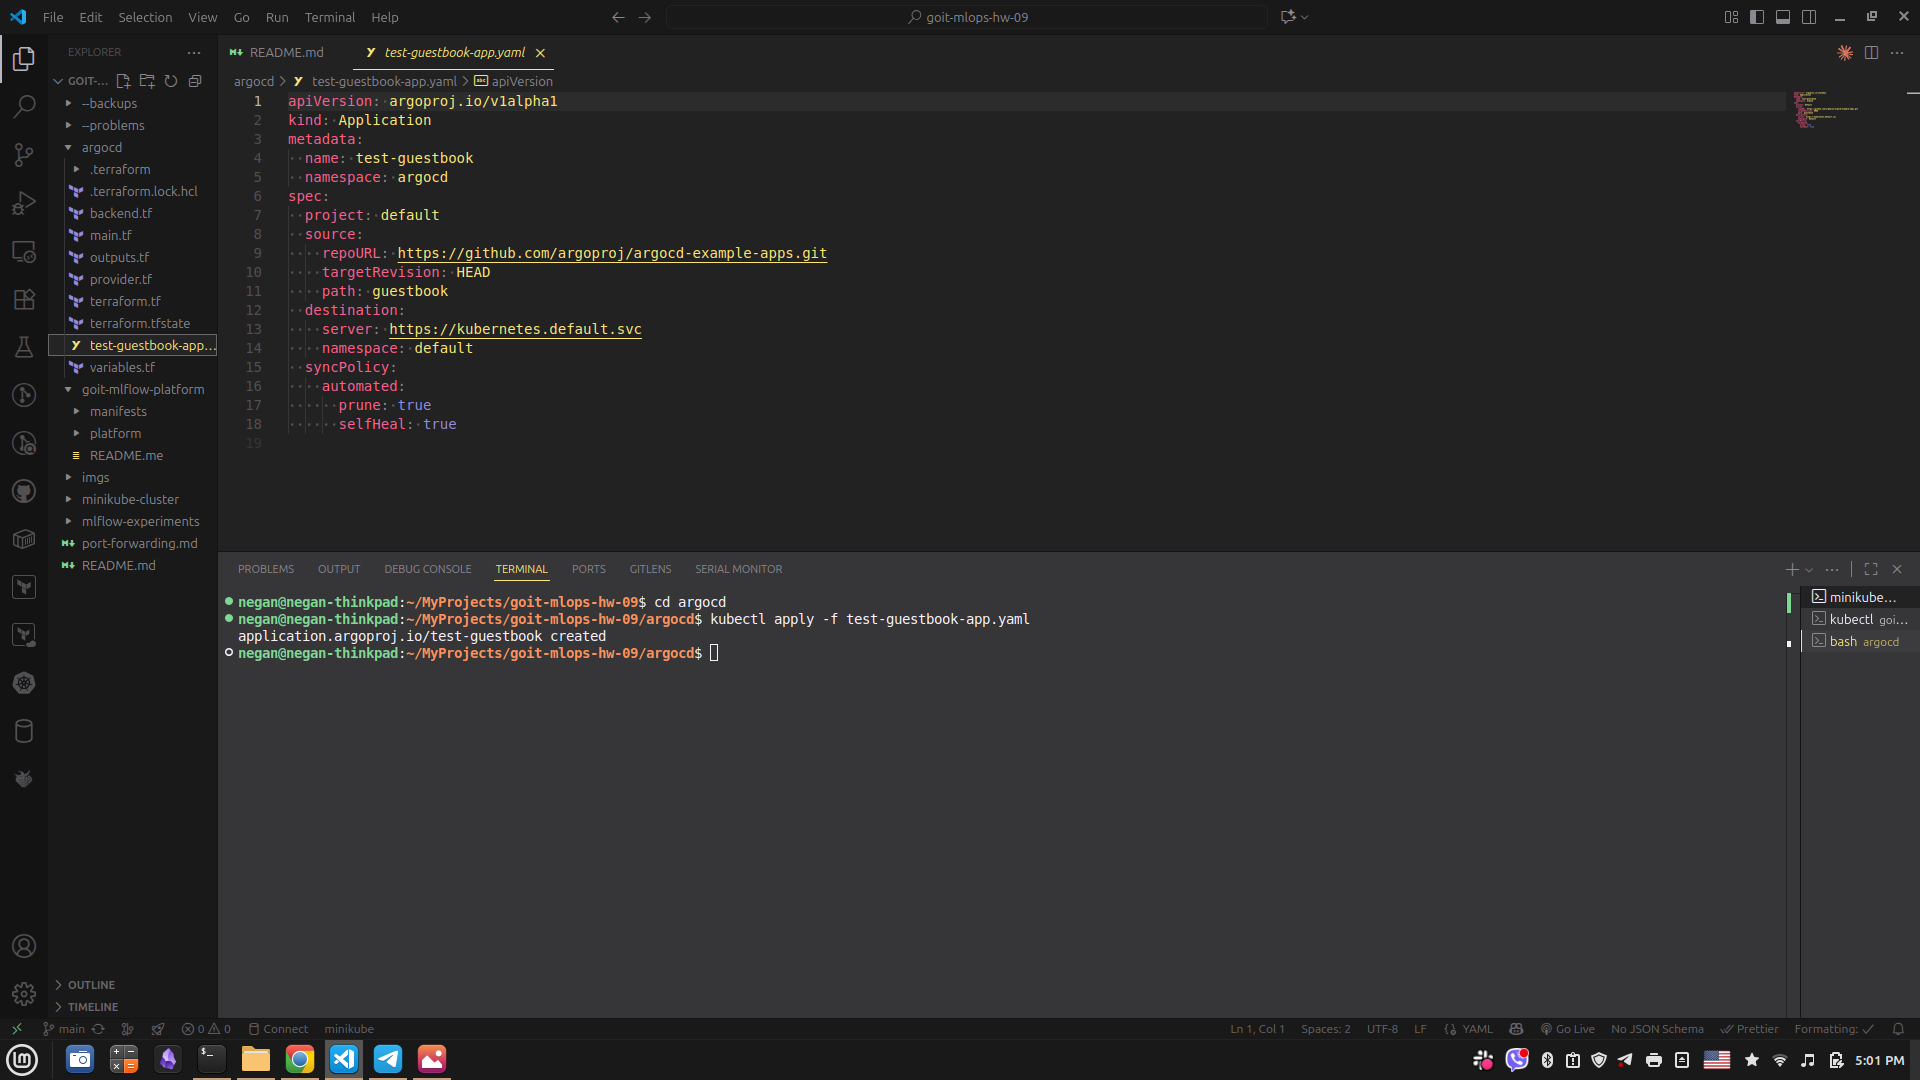 File Edit Selection View Go Run Terminal Help
goit-mlops-hw-09
EXPLORER
GOIT-...
--backups
--problems
argocd
.terraform
.terraform.lock.hcl
backend.tf
main.tf
outputs.tf
provider.tf
terraform.tf
terraform.tfstate
test-guestbook-app...
variables.tf
goit-mlflow-platform
manifests
platform
README.me
imgs
minikube-cluster
mlflow-experiments
port-forwarding.md
README.md
OUTLINE
TIMELINE
README.md
test-guestbook-app.yaml
argocd > test-guestbook-app.yaml > apiVersion
1 apiVersion: argoproj.io/v1alpha1
2 kind: Application
3 metadata:
4 name: test-guestbook
5 namespace: argocd
6 spec:
7 project: default
8 source:
9 repoURL: https://github.com/argoproj/argocd-example-apps.git
10 targetRevision: HEAD
11 path: guestbook
12 destination:
13 server: https://kubernetes.default.svc
14 namespace: default
15 syncPolicy:
16 automated:
17 prune: true
18 selfHeal: true
19
PROBLEMS OUTPUT DEBUG CONSOLE TERMINAL PORTS GITLENS SERIAL MONITOR
negan@negan-thinkpad:~/MyProjects/goit-mlops-hw-09$ cd argocd
negan@negan-thinkpad:~/MyProjects/goit-mlops-hw-09/argocd$ kubectl apply -f test-guestbook-app.yaml
application.argoproj.io/test-guestbook created
negan@negan-thinkpad:~/MyProjects/goit-mlops-hw-09/argocd$
minikube...
kubectl goi...
bash argocd
main 0 0 Connect minikube
Ln 1, Col 1 Spaces: 2 UTF-8 LF YAML Go Live No JSON Schema Prettier Formatting:
5:01 PM